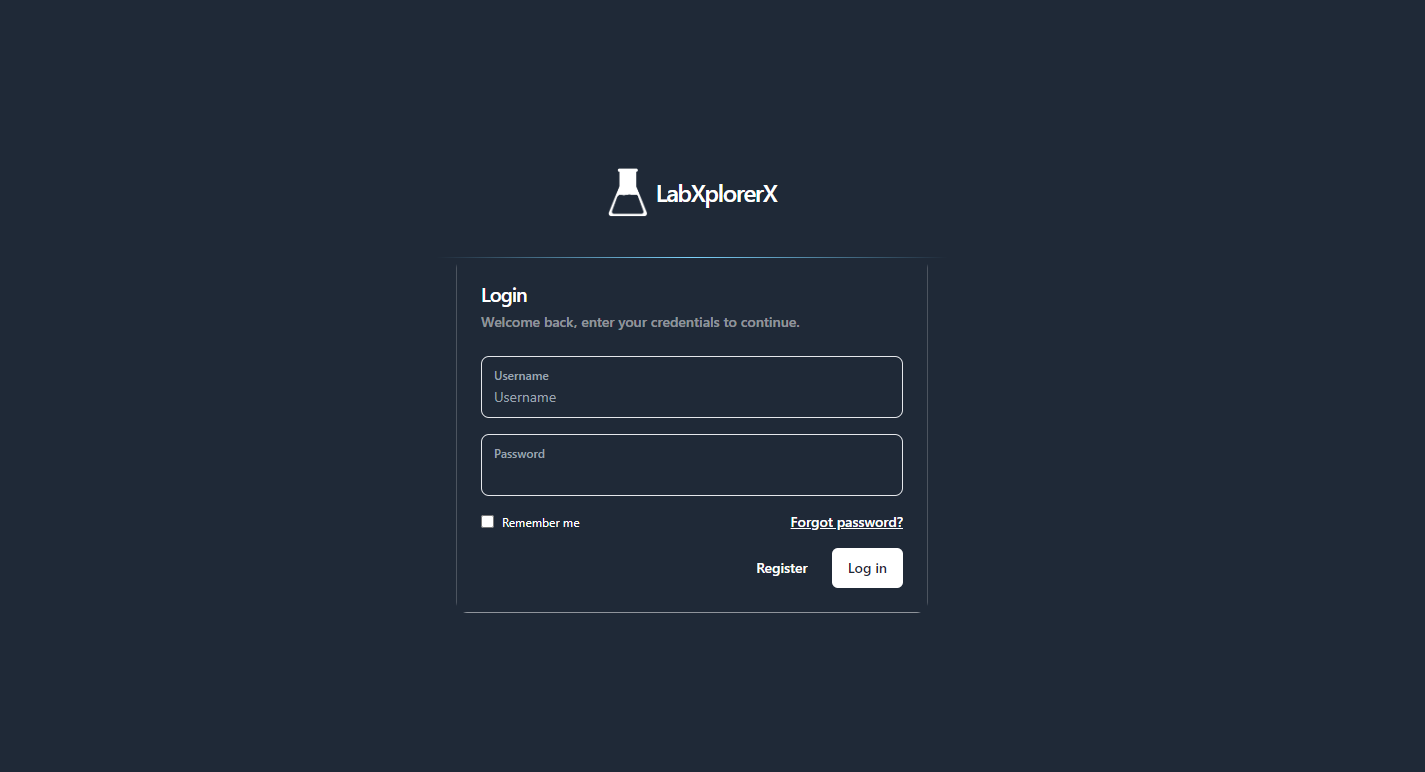 LabXplorerX
Login
Welcome back, enter your credentials to continue.
Username
Username
Password
Remember me Forgot password?
Register Log in